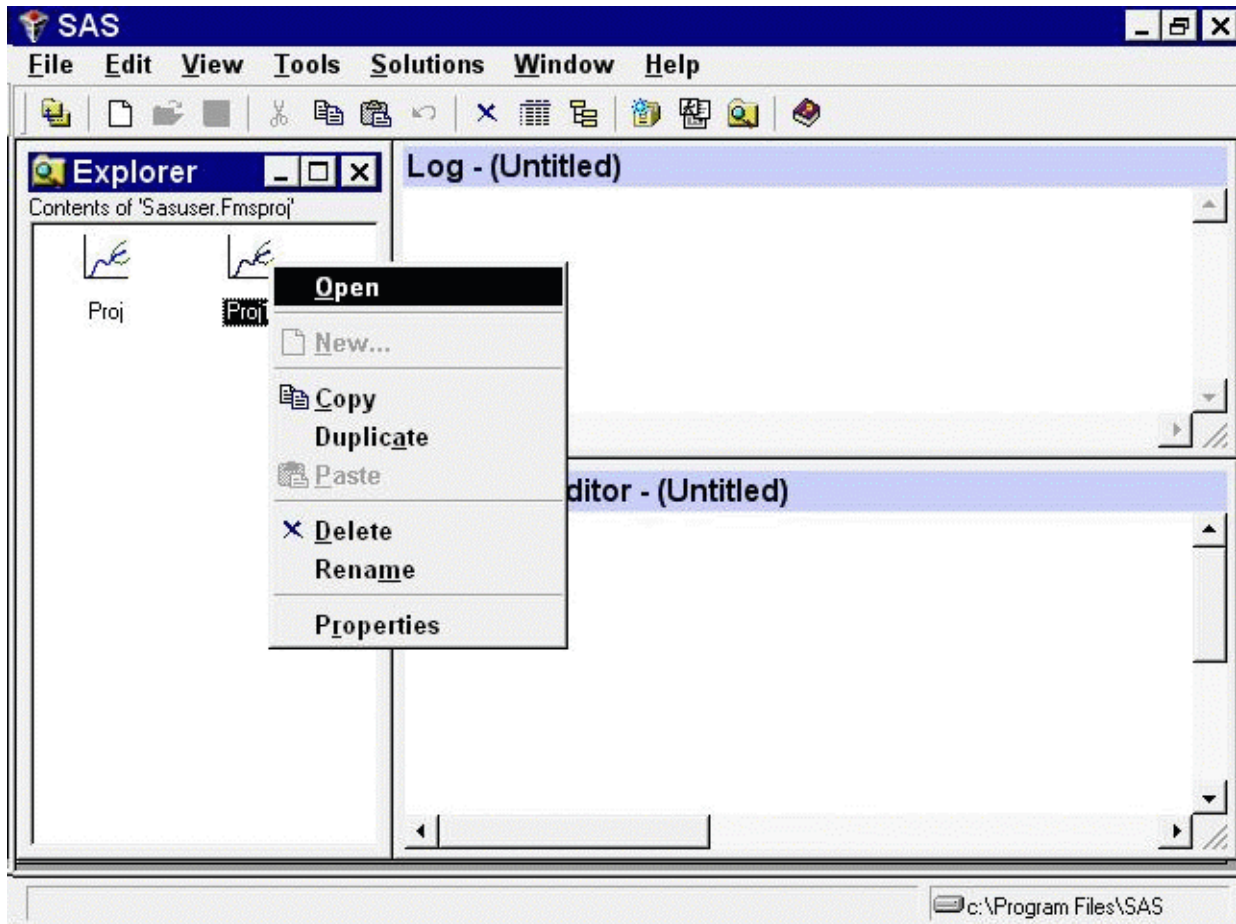 SAS
File Edit View Tools Solutions Window Help
Explorer
Contents of 'Sasuser.Fmsproj'
Proj
Proj
Open
New...
Copy
Duplicate
Paste
Delete
Rename
Properties
Log - (Untitled)
ditor - (Untitled)
c:\Program Files\SAS